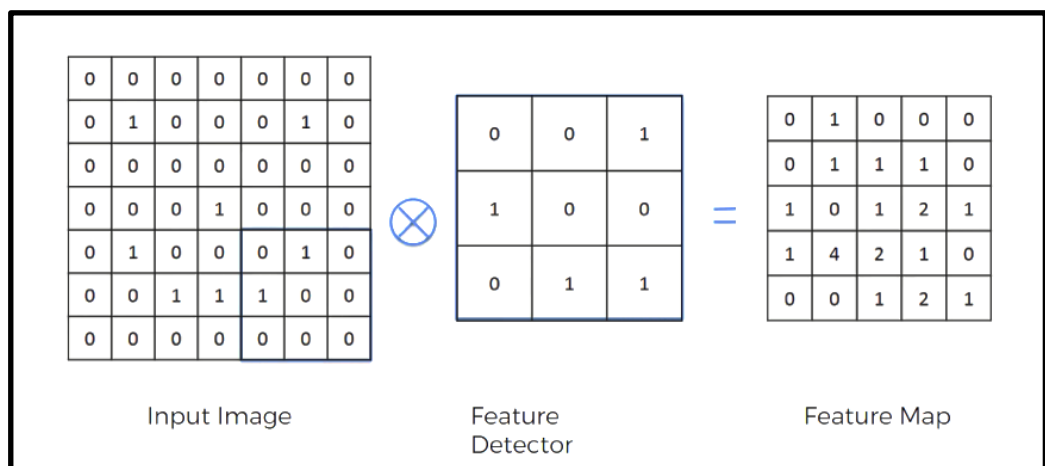 0 0 0 0 0 0 0
0 1 0 0 0 1 0
0 0 0 0 0 0 0
0 0 0 1 0 0 0
0 1 0 0 0 1 0
0 0 1 1 1 0 0
0 0 0 0 0 0 0
Input Image
0 0 1
1 0 0
0 1 1
Feature
Detector
=
0 1 0 0 0
0 1 1 1 0
1 0 1 2 1
1 4 2 1 0
0 0 1 2 1
Feature Map